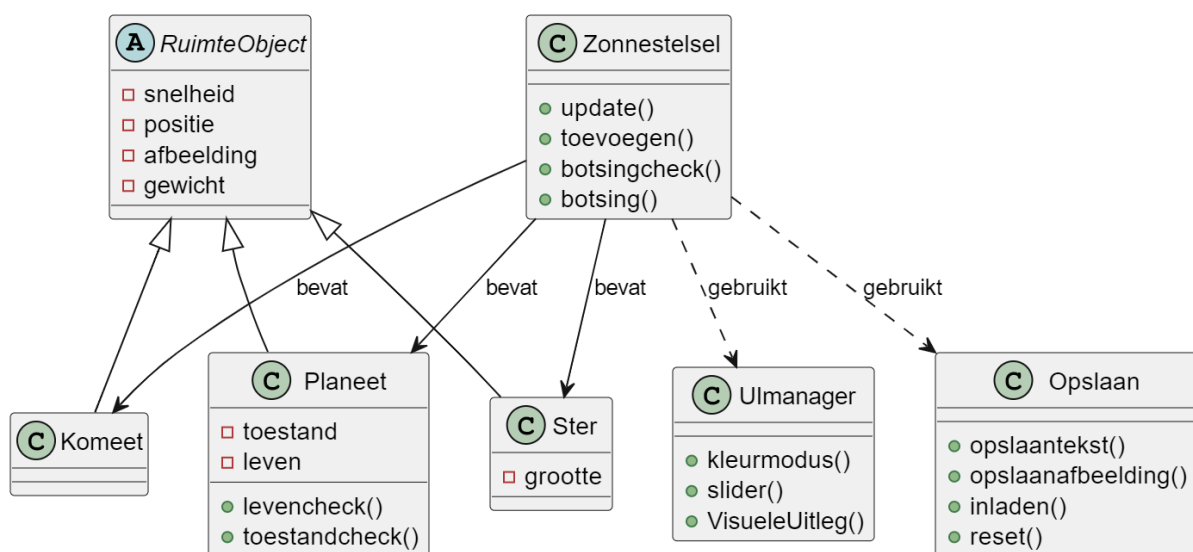 A RuimteObject
snelheid
positie
afbeelding
gewicht
C Zonnestelsel
update()
toevoegen()
botsingcheck()
botsing()
bevat
bevat
bevat
gebruikt
gebruikt
C Komeet
C Planeet
toestand
leven
levencheck()
toestandcheck()
C Ster
grootte
C UImanager
kleurmodus()
slider()
VisueleUitleg()
C Opslaan
opslaantekst()
opslaanafbeelding()
inladen()
reset()